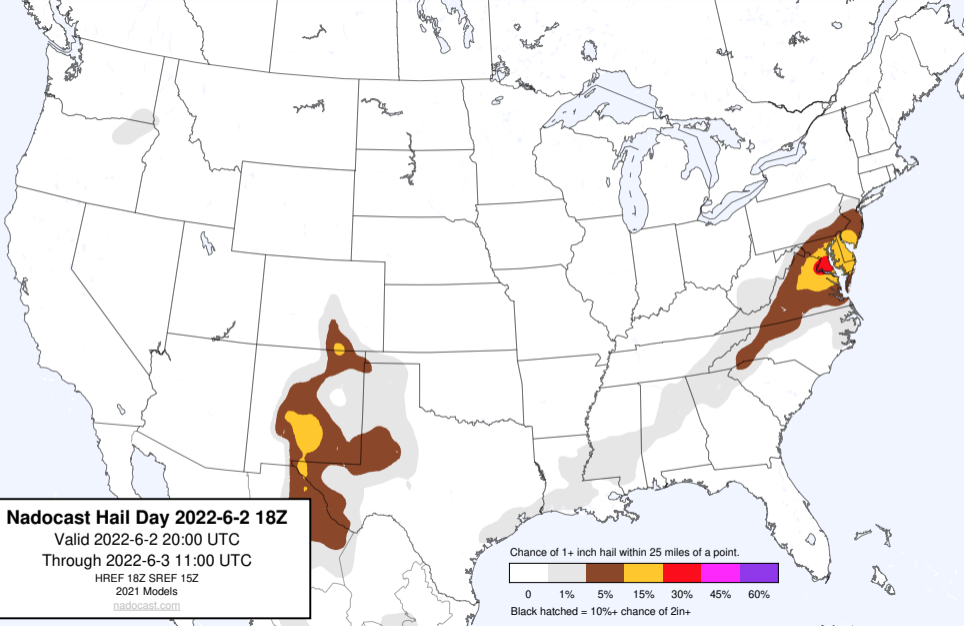 Nadocast Hail Day 2022-6-2 18Z
Valid 2022-6-2 20:00 UTC
Through 2022-6-3 11:00 UTC
HREF 18Z SREF 15Z
2021 Models
nadocast.com
Chance of 1+ inch hail within 25 miles of a point.
0 1% 5% 15% 30% 45% 60%
Black hatched = 10%+ chance of 2in+